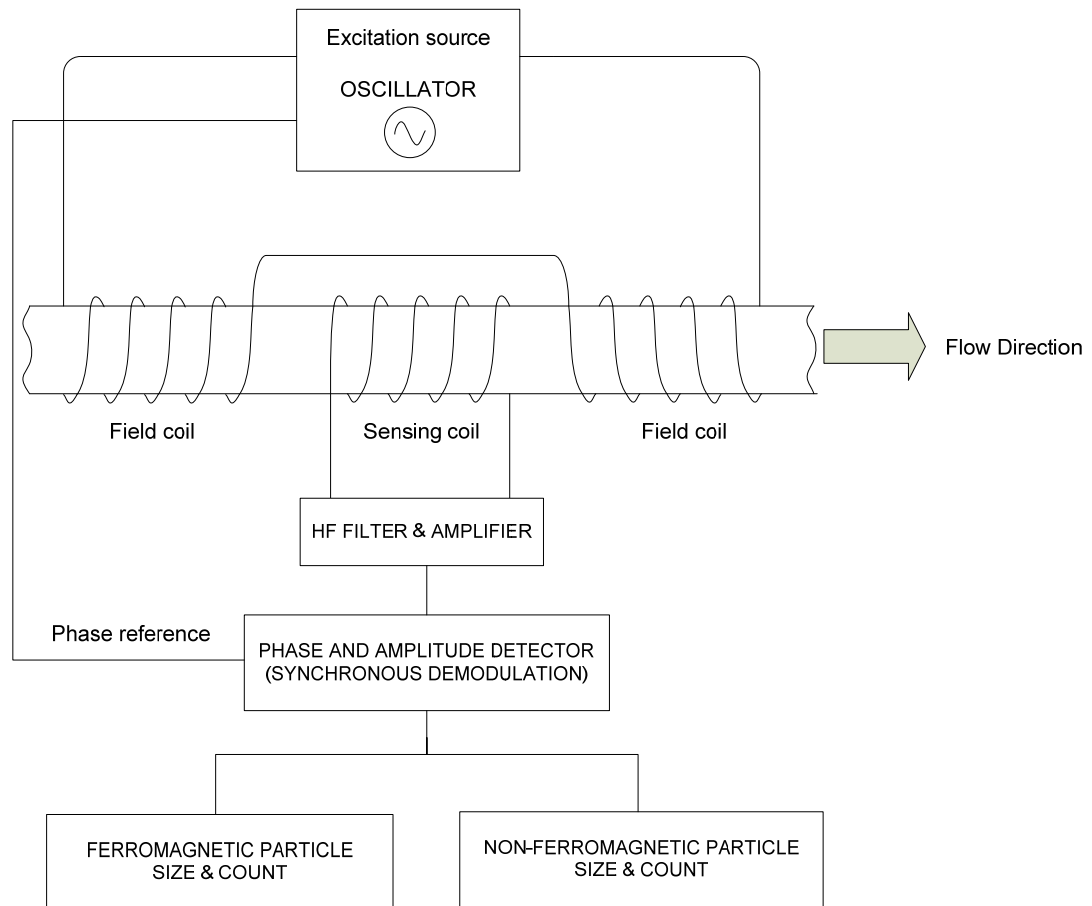 Excitation source
OSCILLATOR
Flow Direction
Field coil
Sensing coil
Field coil
HF FILTER & AMPLIFIER
Phase reference
PHASE AND AMPLITUDE DETECTOR
(SYNCHRONOUS DEMODULATION)
FERROMAGNETIC PARTICLE
SIZE & COUNT
NON-FERROMAGNETIC PARTICLE
SIZE & COUNT